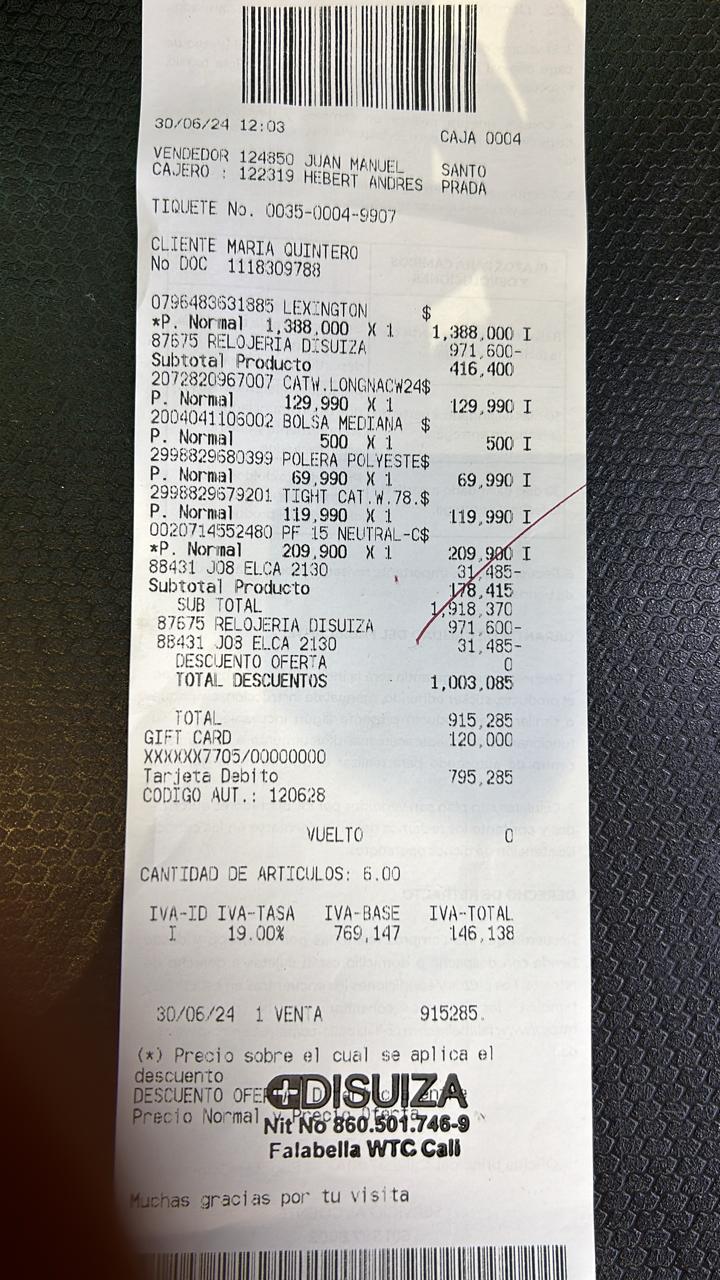 30/06/24 12:03 CAJA 0004
VENDEDOR 124850 JUAN MANUEL SANTO
CAJERO : 122319 HEBERT ANDRES PRADA
TIQUETE No. 0035-0004-9907
CLIENTE MARIA QUINTERO
No DOC 1118309788
0796483631885 LEXINGTON $
*P. Normal 1,388,000 X 1 1,388,000 I
87675 RELOJERIA DISUIZA 971,600-
Subtotal Producto 416,400
2072820967007 CATW.LONGNACW24$
P. Normal 129,990 X 1 129,990 I
2004041106002 BOLSA MEDIANA $
P. Normal 500 X 1 500 I
2998829680399 POLERA POLYESTE$
P. Normal 69,990 X 1 69,990 I
2998829679201 TIGHT CAT.W.78.$
P. Normal 119,990 X 1 119,990 I
0020714552480 PF 15 NEUTRAL-C$
*P. Normal 209,900 X 1 209,900 I
88431 JO8 ELCA 2130 31,485-
Subtotal Producto 178,415
SUB TOTAL 1,918,370
87675 RELOJERIA DISUIZA 971,600-
88431 JO8 ELCA 2130 31,485-
DESCUENTO OFERTA 0
TOTAL DESCUENTOS 1,003,085
TOTAL 915,285
GIFT CARD 120,000
XXXXXX7705/00000000
Tarjeta Debito 795,285
CODIGO AUT.: 120628
VUELTO 0
CANTIDAD DE ARTICULOS: 6.00
IVA-ID IVA-TASA IVA-BASE IVA-TOTAL
I 19.00% 769,147 146,138
30/06/24 1 VENTA 915285.
(*) Precio sobre el cual se aplica el
descuento
DESCUENTO
Precio Normal y Precio Oferta
DISUIZA
Nit No 860.501.746-9
Falabella WTC Cali
Muchas gracias por tu visita